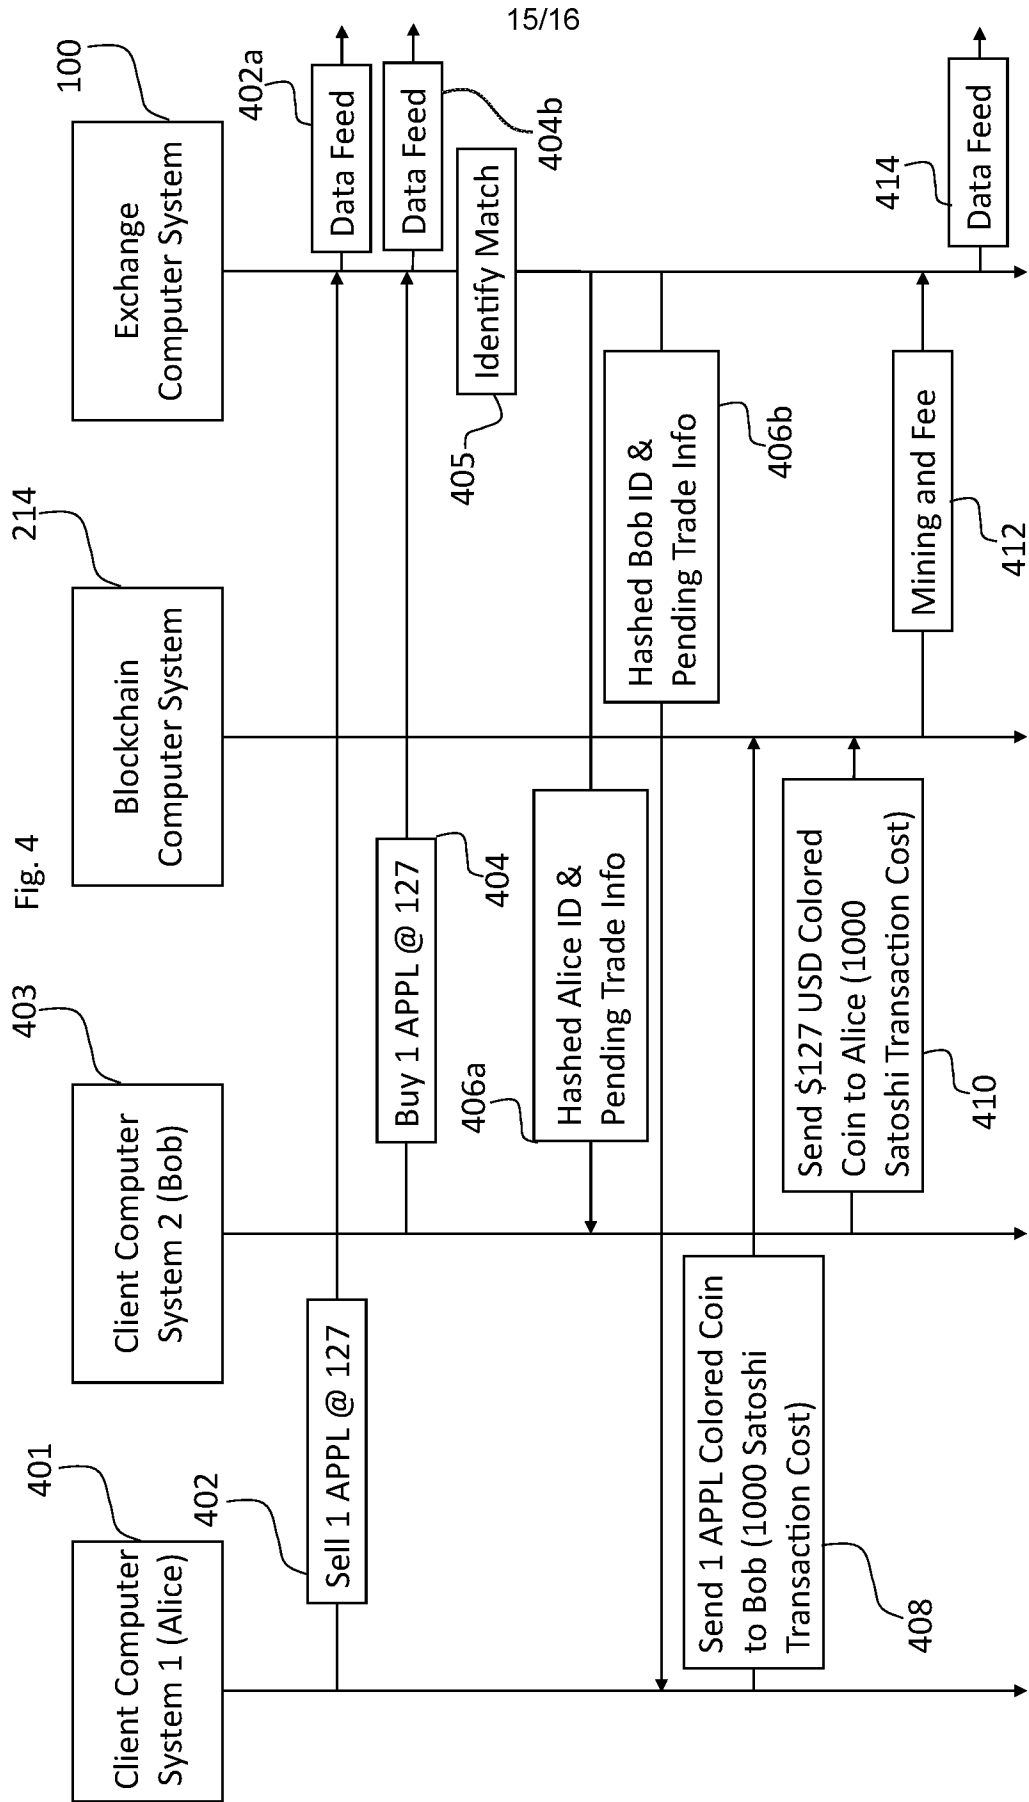 15/16
Fig. 4
401
403
214
100
Client Computer
System 1 (Alice)
Client Computer
System 2 (Bob)
Blockchain
Computer System
Exchange
Computer System
402
Sell 1 APPL @ 127
402a
Data Feed
Buy 1 APPL @ 127
404
Data Feed
404b
405
Identify Match
406a
Hashed Alice ID &
Pending Trade Info
Hashed Bob ID &
Pending Trade Info
406b
Send 1 APPL Colored Coin
to Bob (1000 Satoshi
Transaction Cost)
408
Send $127 USD Colored
Coin to Alice (1000
Satoshi Transaction Cost)
410
Mining and Fee
412
414
Data Feed